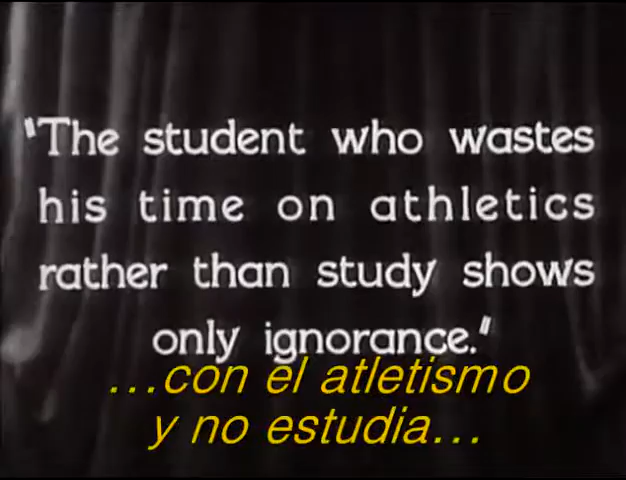 "The student who wastes
his time on athletics
rather than study shows
only ignorance."
...con el atletismo
y no estudia...